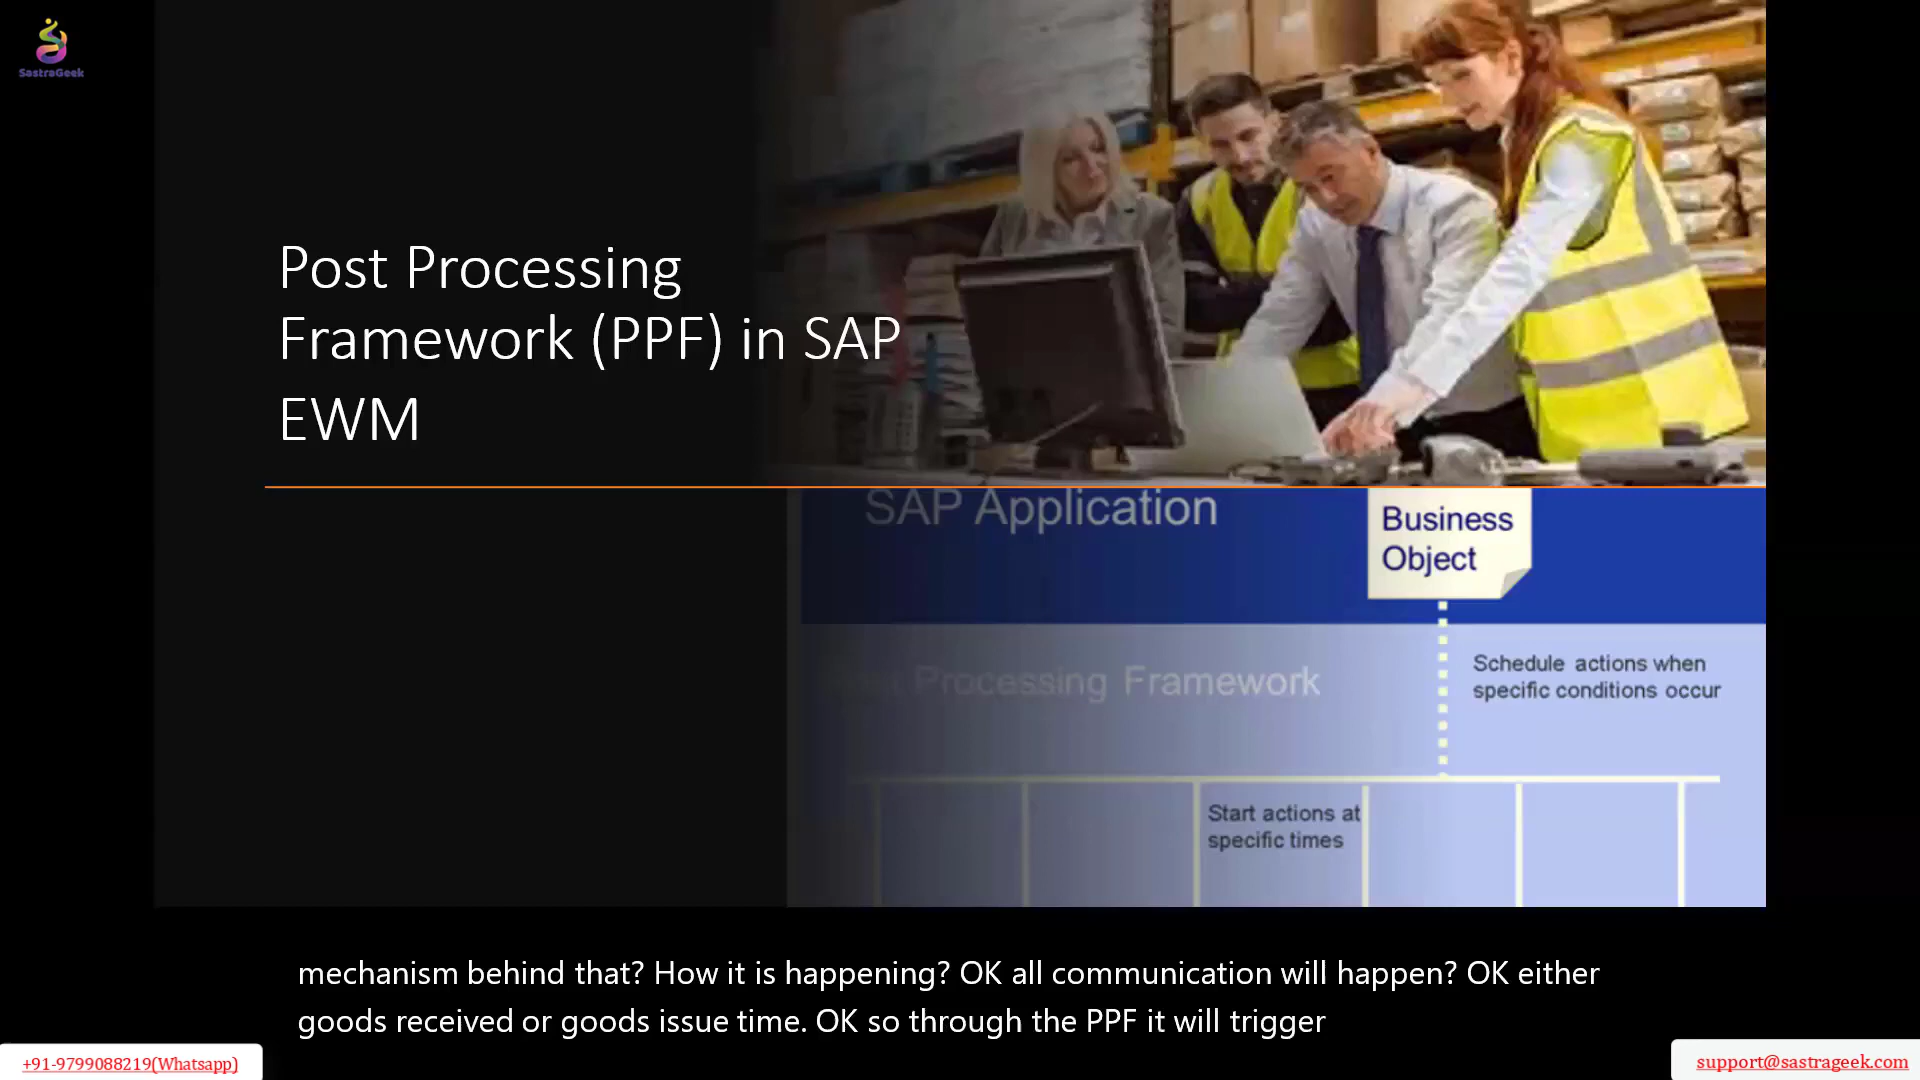 SastraGeek
Post Processing
Framework (PPF) in SAP
EWM
SAP Application
Business
Object
Processing Framework
Schedule actions when
specific conditions occur
Start actions at
specific times
mechanism behind that? How it is happening? OK all communication will happen? OK either
goods received or goods issue time. OK so through the PPF it will trigger
+91-9799088219(Whatsapp)
support@sastrageek.com